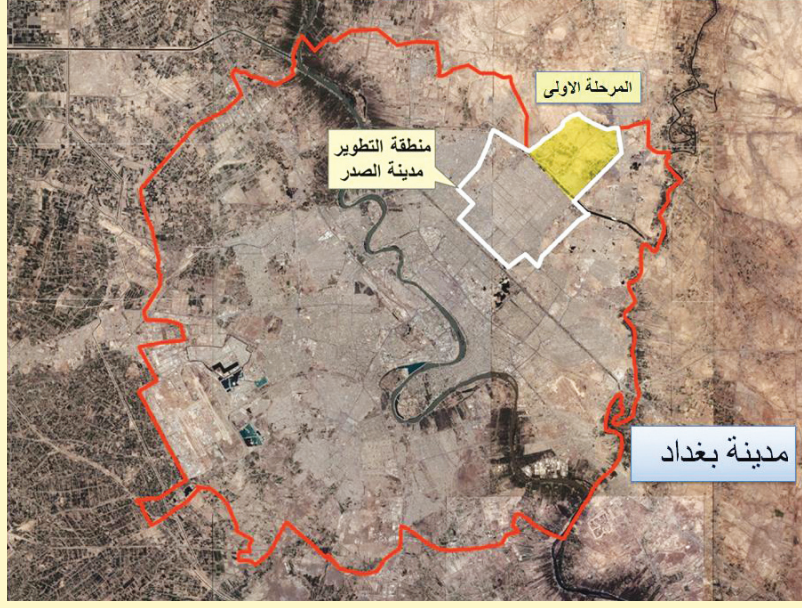 المرحلة الاولى
منطقة التطوير
مدينة الصدر
مدينة بغداد